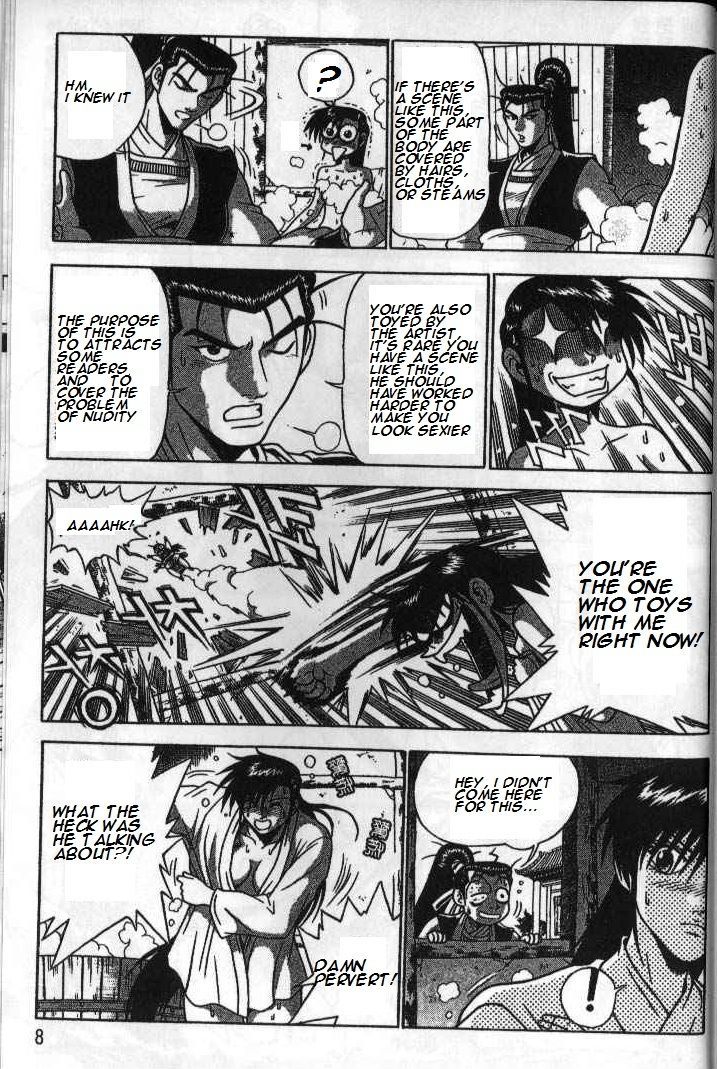 IF THERE'S
A SCENE
LIKE THIS,
SOME PART
OF THE
BODY ARE
COVERED
BY HAIRS,
CLOTHS,
OR STEAMS
?
HM,
I KNEW IT
YOU'RE ALSO
TOYED BY
THE ARTIST,
IT'S RARE YOU
HAVE A SCENE
LIKE THIS,
HE SHOULD
HAVE WORKED
HARDER TO
MAKE YOU
LOOK SEXIER
THE PURPOSE
OF THIS IS
TO ATTRACTS
SOME
READERS
AND TO
COVER THE
PROBLEM
OF NUDITY
YOU'RE
THE ONE
WHO TOYS
WITH ME
RIGHT NOW!
AAAAHK!
HEY, I DIDN'T
COME HERE
FOR THIS...
!
WHAT THE
HECK WAS
HE TALKING
ABOUT?!
DAMN
PERVERT!
8